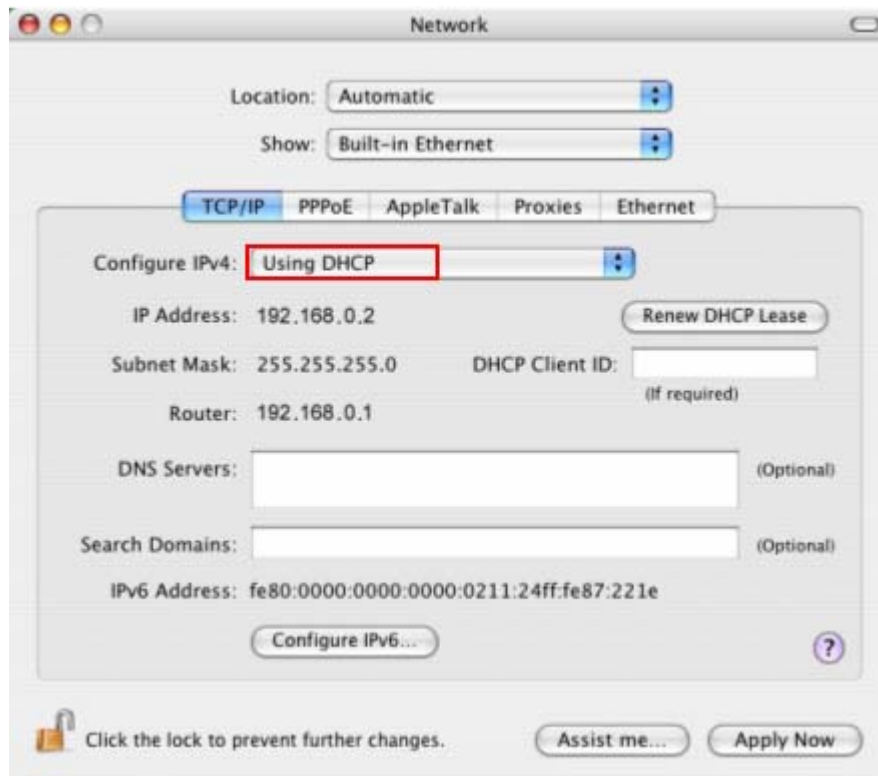 Network
Location: Automatic
Show: Built-in Ethernet
TCP/IP PPPoE AppleTalk Proxies Ethernet
Configure IPv4: Using DHCP
IP Address: 192.168.0.2 Renew DHCP Lease
Subnet Mask: 255.255.255.0 DHCP Client ID:
(If required)
Router: 192.168.0.1
DNS Servers: (Optional)
Search Domains: (Optional)
IPv6 Address: fe80:0000:0000:0000:0211:24ff:fe87:221e
Configure IPv6... ?
Click the lock to prevent further changes. Assist me... Apply Now